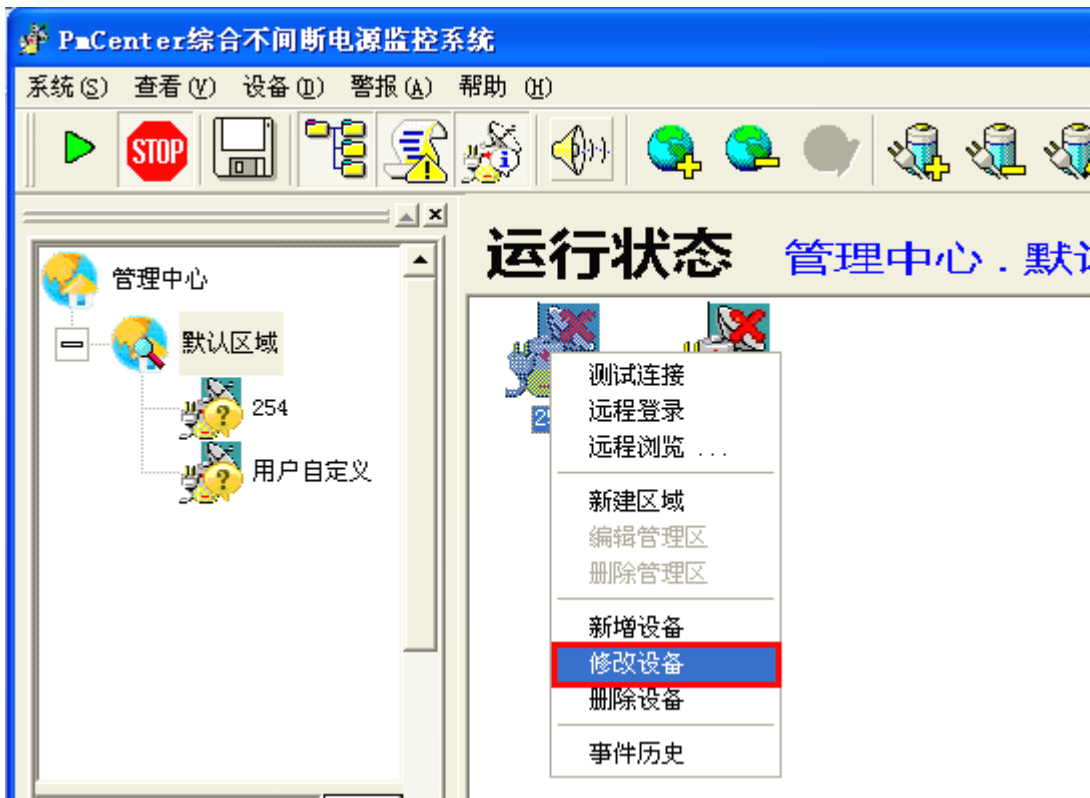 PmCenter综合不间断电源监控系统
系统(S) 查看(V) 设备(D) 警报(A) 帮助 (H)
STOP
管理中心
默认区域
254
用户自定义
运行状态 管理中心 . 默
2
测试连接
远程登录
远程浏览 ...
新建区域
编辑管理区
删除管理区
新增设备
修改设备
删除设备
事件历史